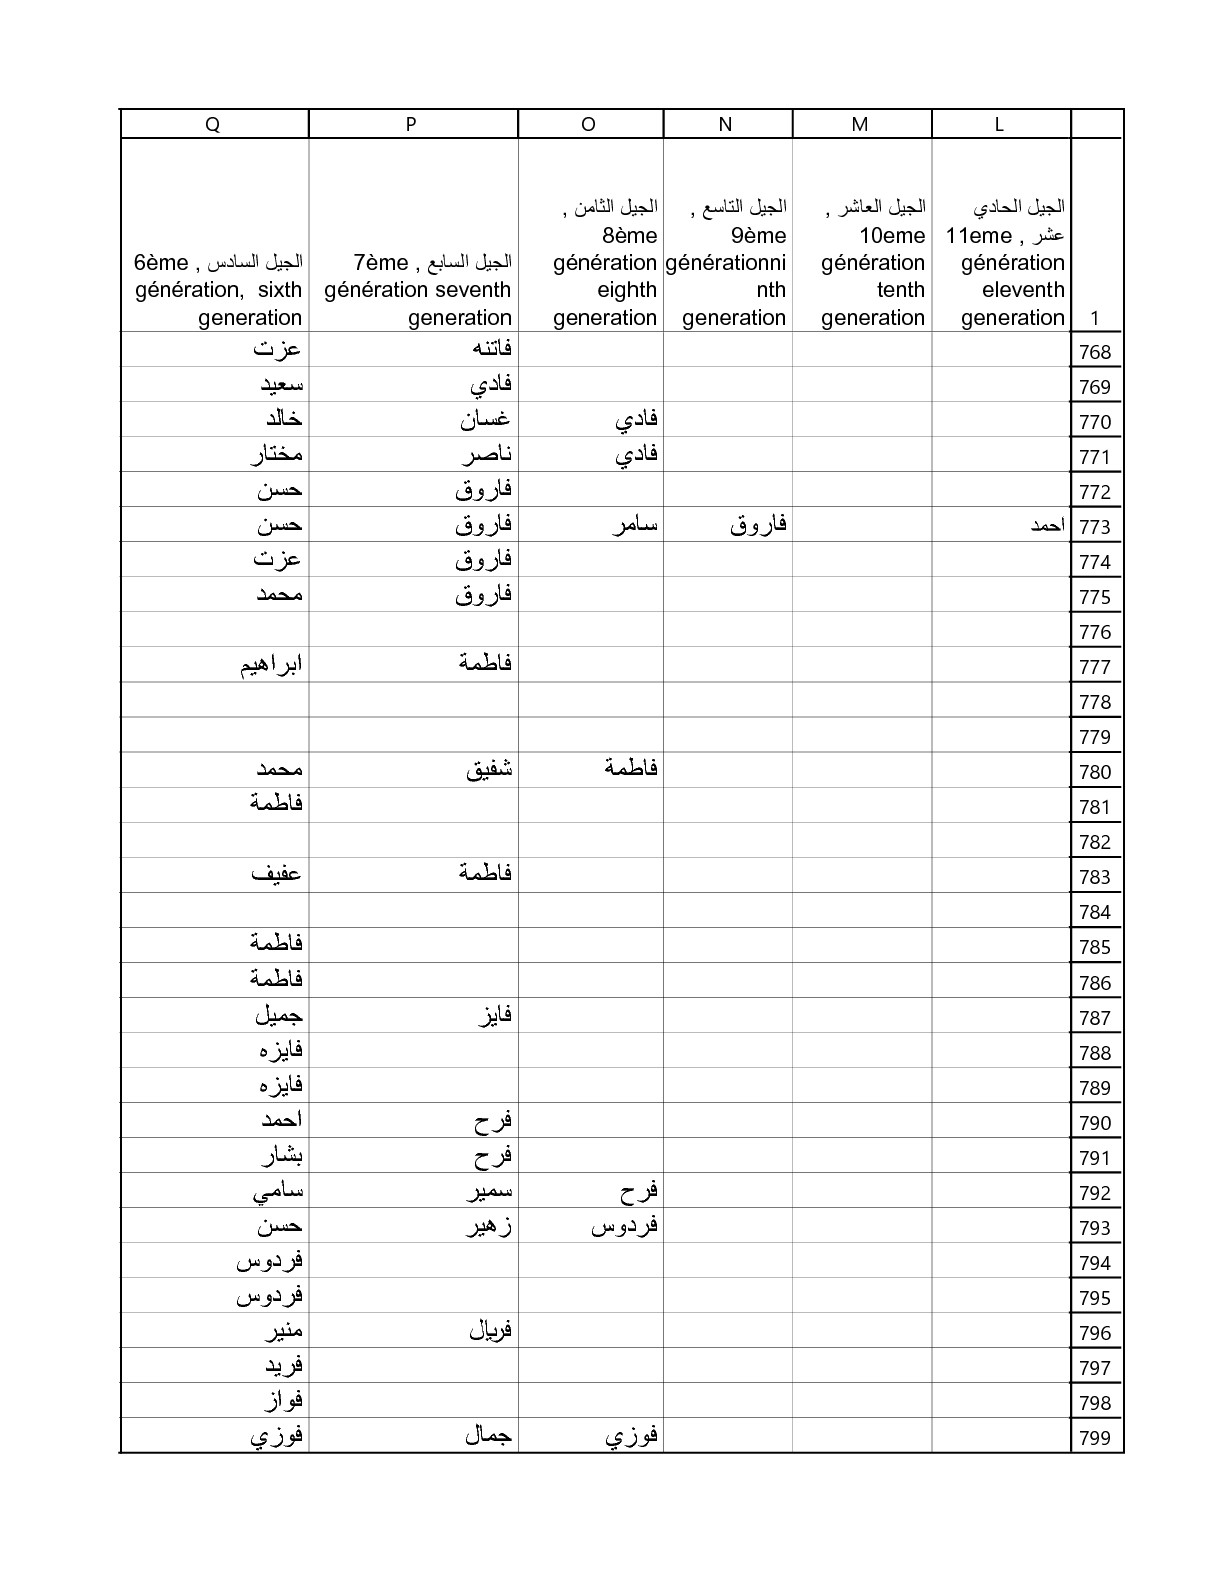 L M N O P Q
1 الجيل الحادي عشر , 11eme génération eleventh generation الجيل العاشر , 10eme génération tenth generation الجيل التاسع , 9ème générationninth generation الجيل الثامن , 8ème génération eighth generation الجيل السابع , 7ème génération seventh generation الجيل السادس , 6ème génération, sixth generation
768 فاتنه عزت
769 فادي سعيد
770 فادي غسان خالد
771 فادي ناصر مختار
772 فاروق حسن
773 احمد فاروق سامر فاروق حسن
774 فاروق عزت
775 فاروق محمد
776
777 فاطمة ابراهيم
778
779
780 فاطمة شفيق محمد
781 فاطمة
782
783 فاطمة عفيف
784
785 فاطمة
786 فاطمة
787 فايز جميل
788 فايزه
789 فايزه
790 فرح احمد
791 فرح بشار
792 فرح سمير سامي
793 فردوس زهير حسن
794 فردوس
795 فردوس
796 فريال منير
797 فريد
798 فواز
799 فوزي جمال فوزي